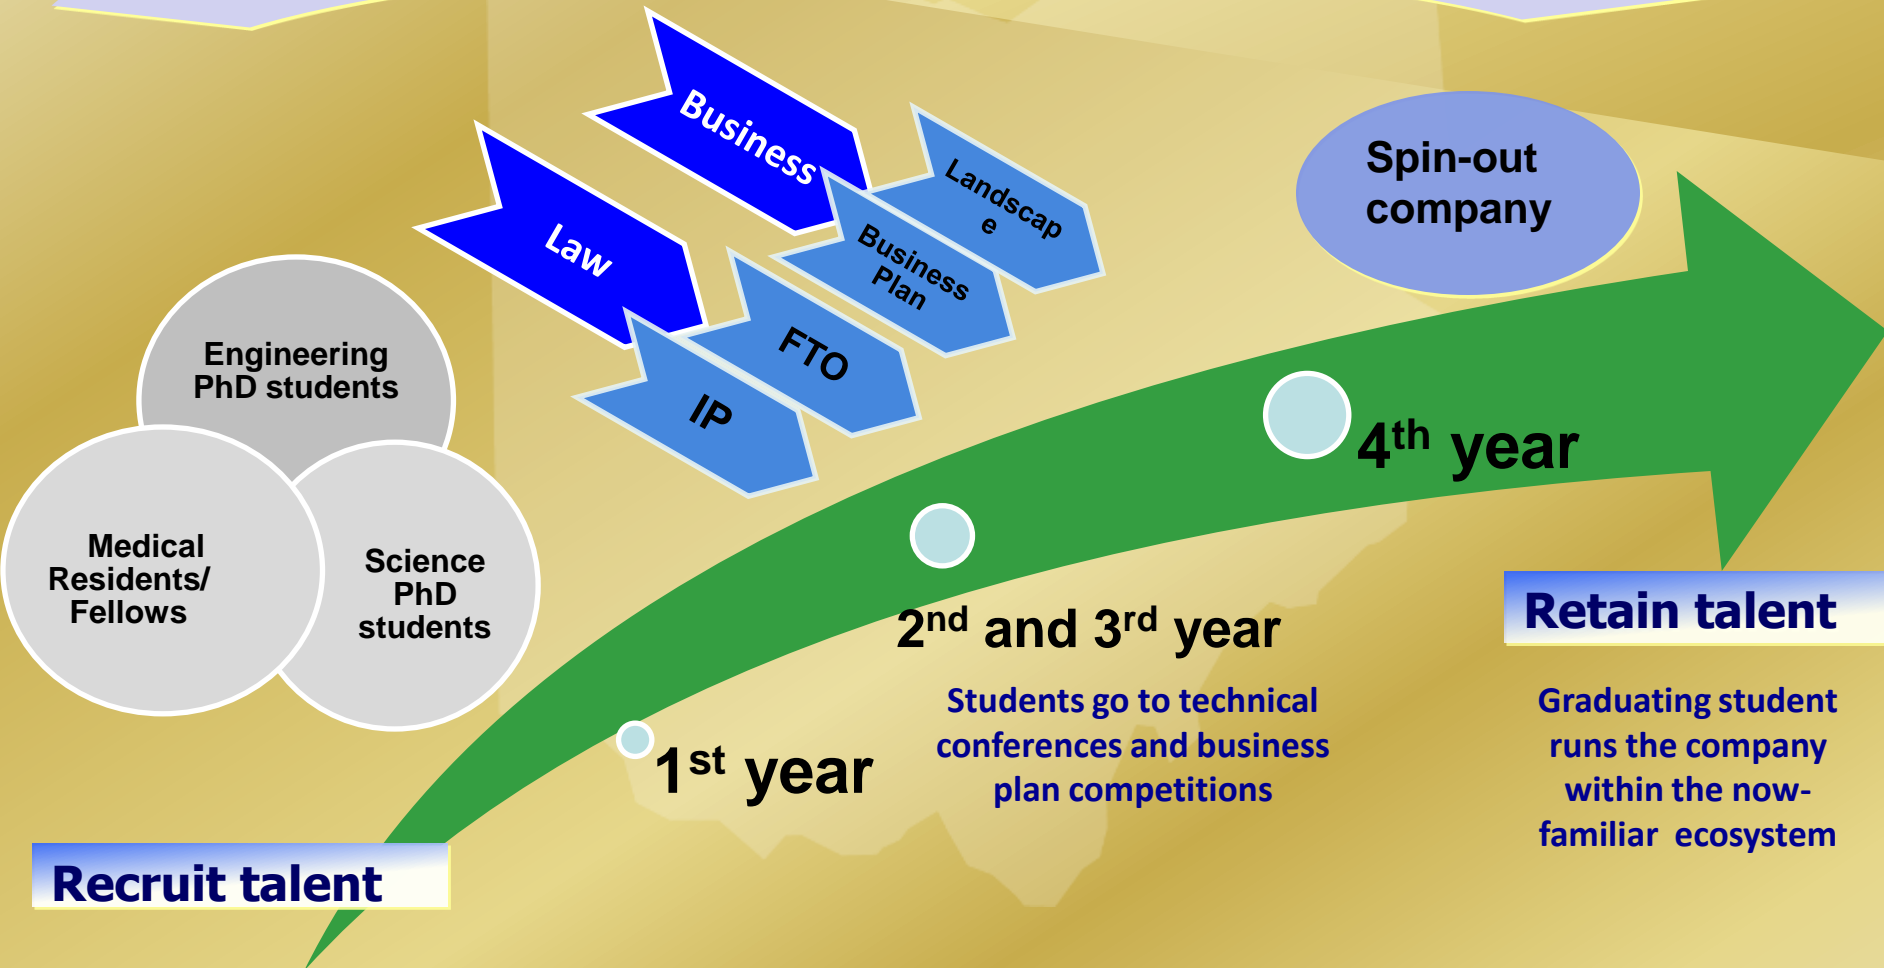 Business
Law
Landscap
e
Business
Plan
FTO
IP
Spin-out
company
Engineering
PhD students
Medical
Residents/
Fellows
Science
PhD
students
4th year
2nd and 3rd year
Students go to technical
conferences and business
plan competitions
1st year
Retain talent
Graduating student
runs the company
within the now-
familiar ecosystem
Recruit talent